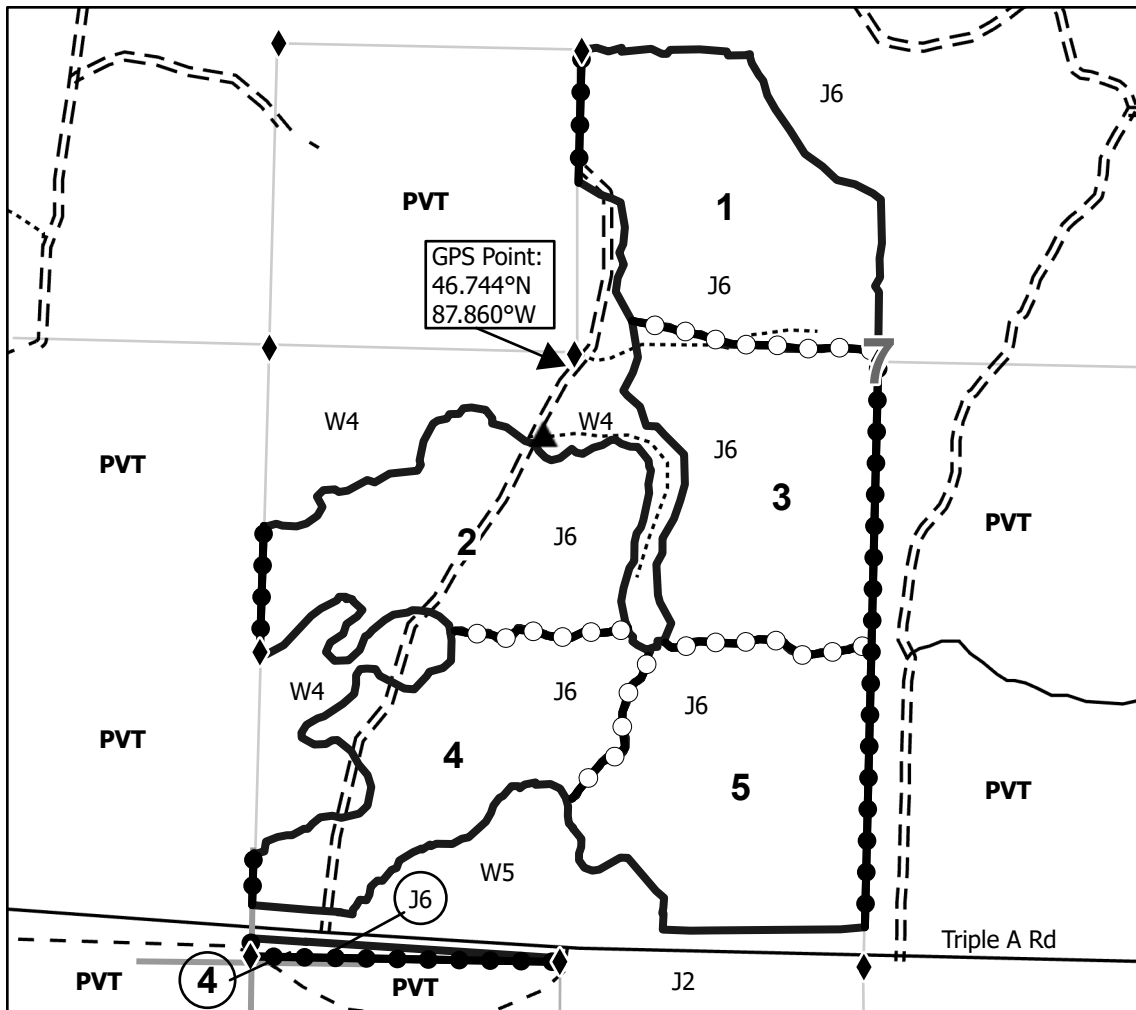 J6
PVT
1
GPS Point:
46.744°N
87.860°W
J6
7
W4
W4
J6
PVT
3
PVT
2
J6
W4
J6
J6
PVT
4
5
PVT
W5
J6
Triple A Rd
4
PVT
PVT
J2